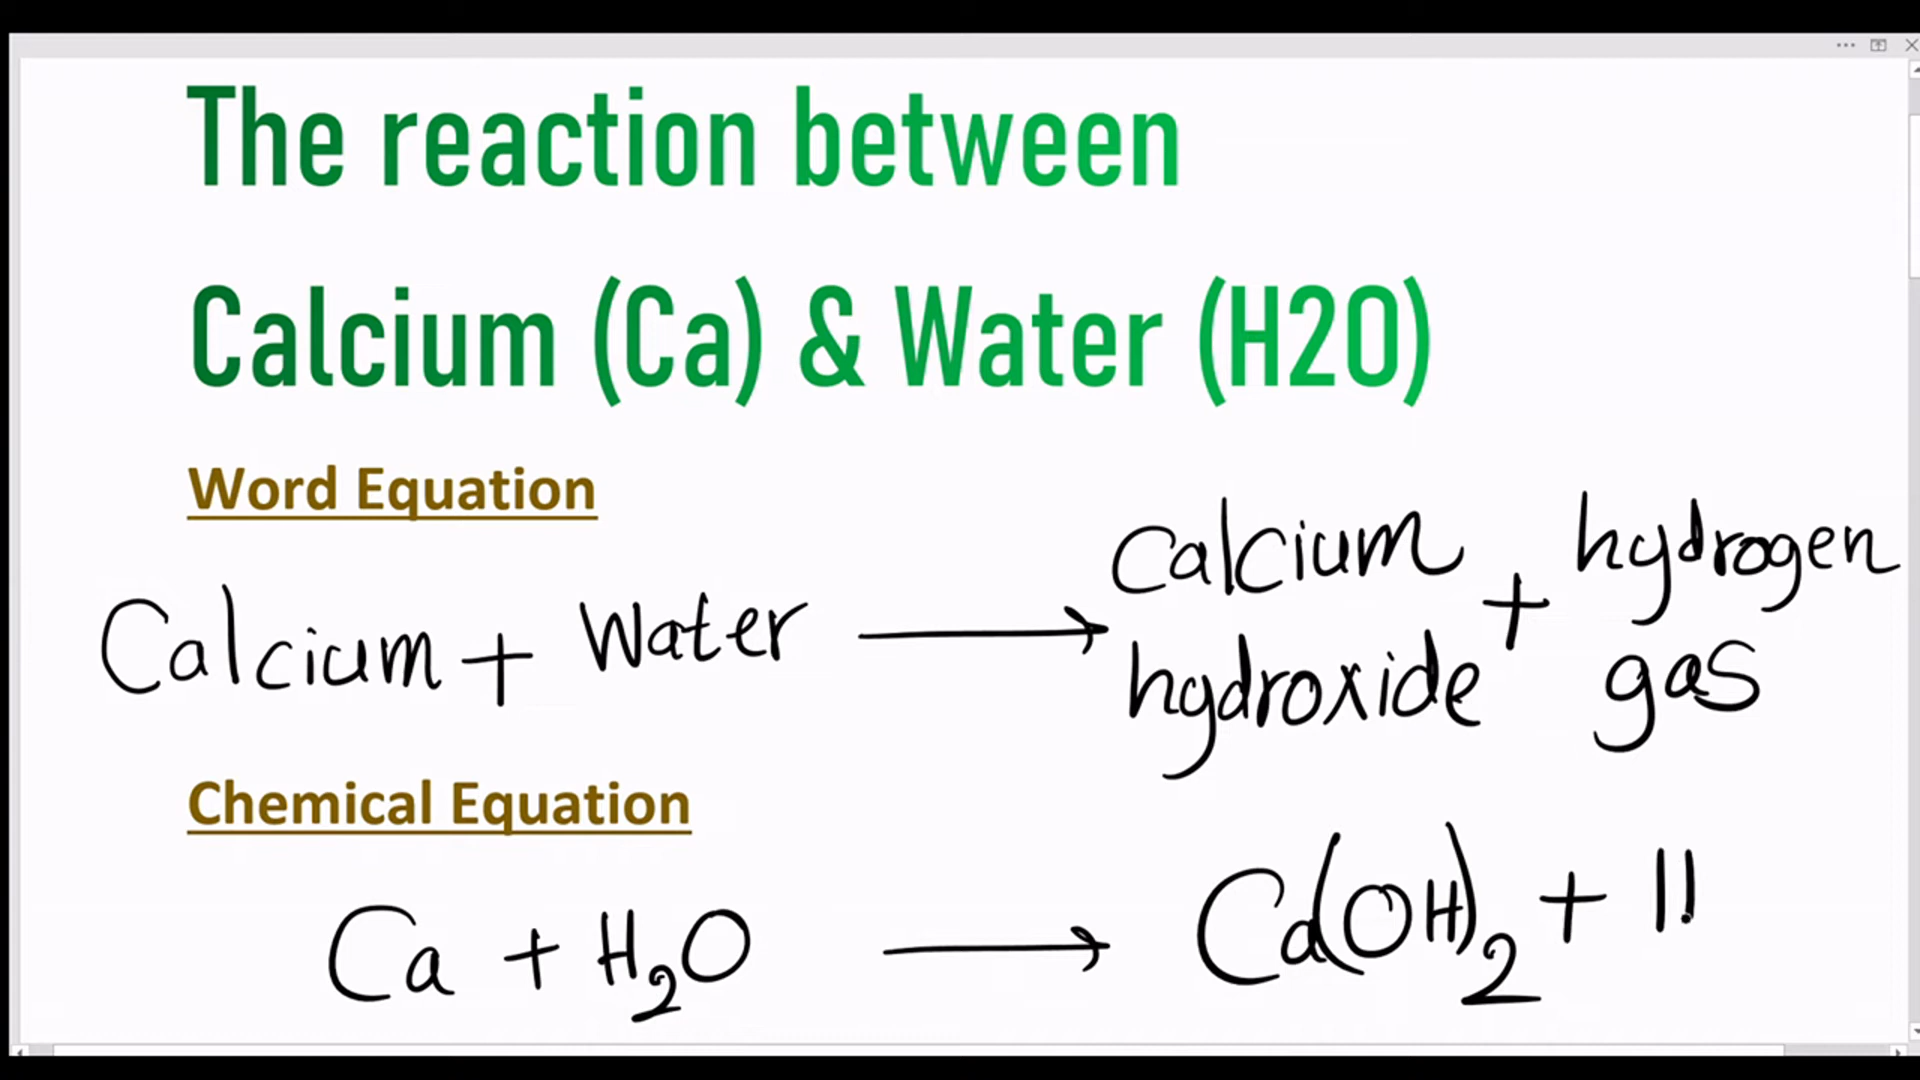 The reaction between
Calcium (Ca) & Water (H2O)
Word Equation
Calcium + Water → Calcium hydroxide + hydrogen gas
Chemical Equation
Ca + H₂O → Ca(OH)₂ +